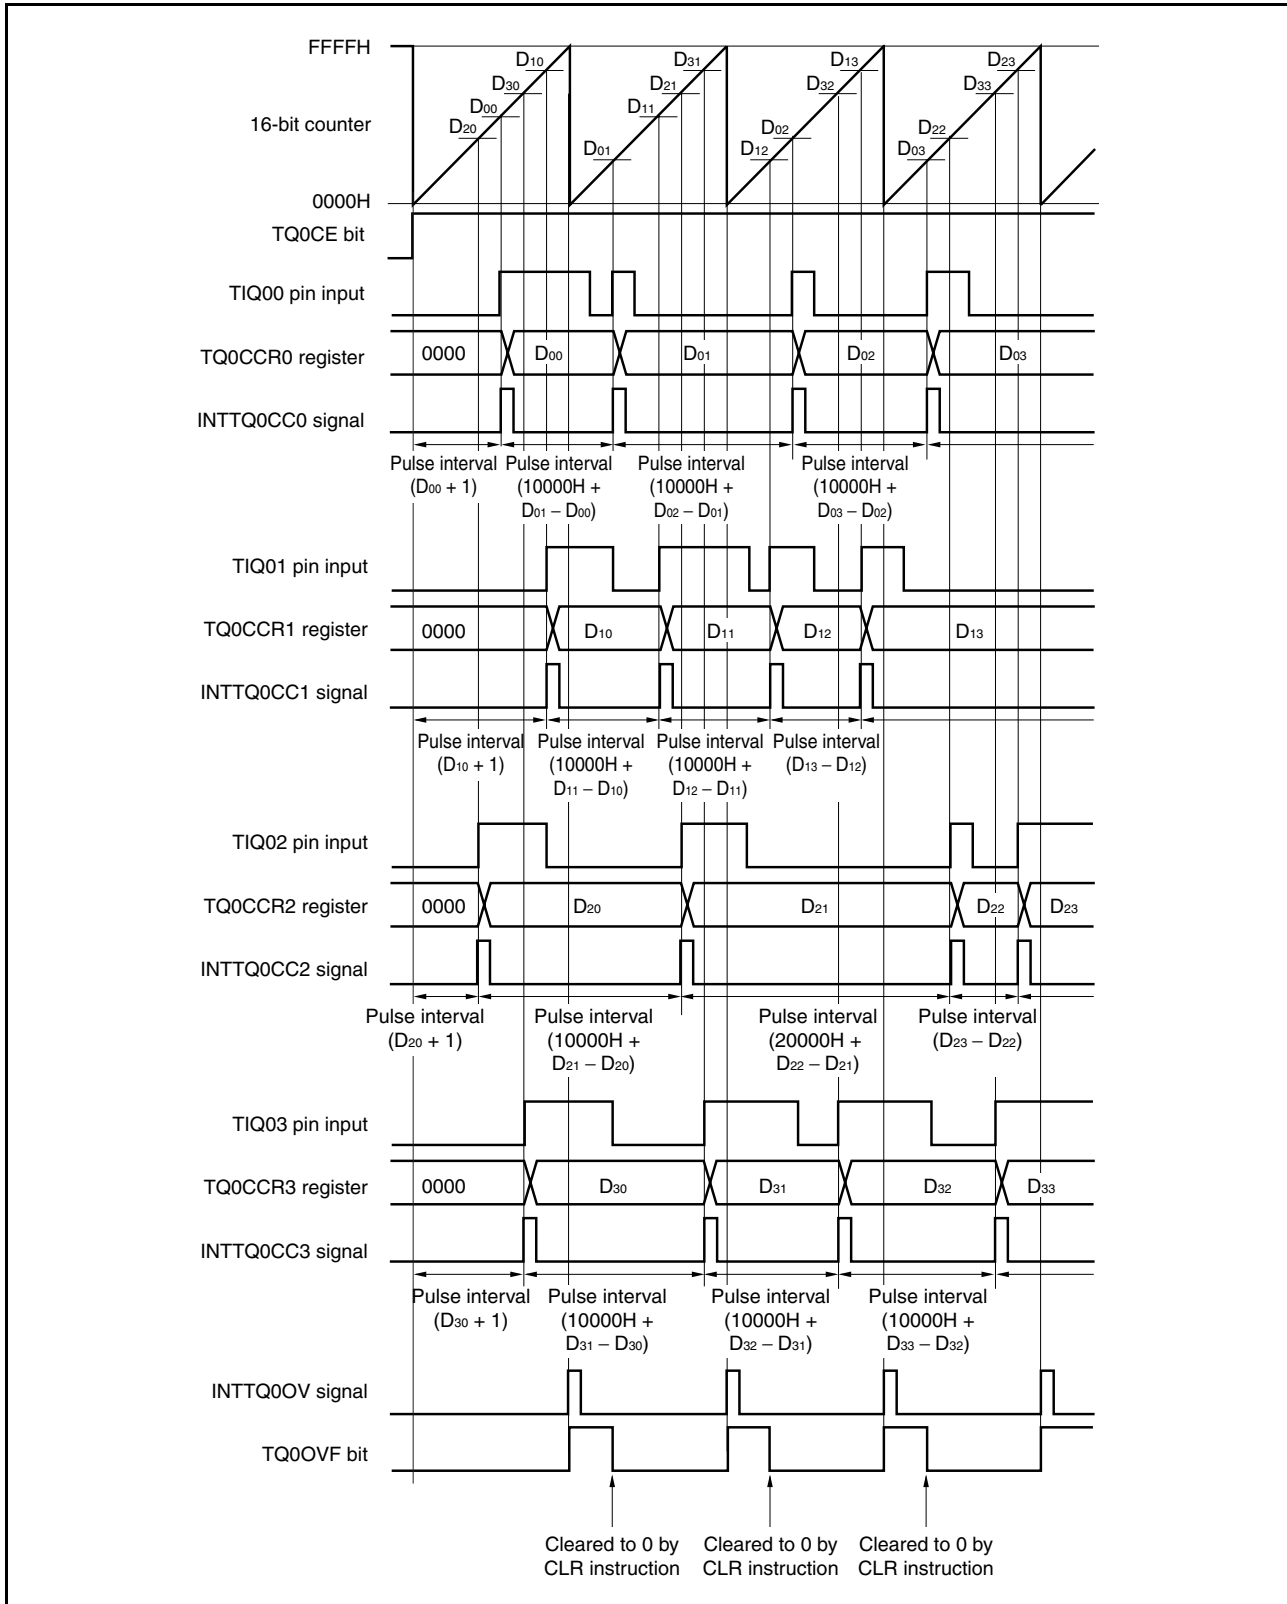 FFFFH
16-bit counter
0000H
D20
D00
D30
D10
D01
D11
D21
D31
D12
D02
D32
D13
D03
D22
D33
D23
TQ0CE bit
TIQ00 pin input
TQ0CCR0 register
0000
D00
D01
D02
D03
INTTQ0CC0 signal
Pulse interval
(D00 + 1)
Pulse interval
(10000H +
D01 – D00)
Pulse interval
(10000H +
D02 – D01)
Pulse interval
(10000H +
D03 – D02)
TIQ01 pin input
TQ0CCR1 register
0000
D10
D11
D12
D13
INTTQ0CC1 signal
Pulse interval
(D10 + 1)
Pulse interval
(10000H +
D11 – D10)
Pulse interval
(10000H +
D12 – D11)
Pulse interval
(D13 – D12)
TIQ02 pin input
TQ0CCR2 register
0000
D20
D21
D22
D23
INTTQ0CC2 signal
Pulse interval
(D20 + 1)
Pulse interval
(10000H +
D21 – D20)
Pulse interval
(20000H +
D22 – D21)
Pulse interval
(D23 – D22)
TIQ03 pin input
TQ0CCR3 register
0000
D30
D31
D32
D33
INTTQ0CC3 signal
Pulse interval
(D30 + 1)
Pulse interval
(10000H +
D31 – D30)
Pulse interval
(10000H +
D32 – D31)
Pulse interval
(10000H +
D33 – D32)
INTTQ0OV signal
TQ0OVF bit
Cleared to 0 by
CLR instruction
Cleared to 0 by
CLR instruction
Cleared to 0 by
CLR instruction